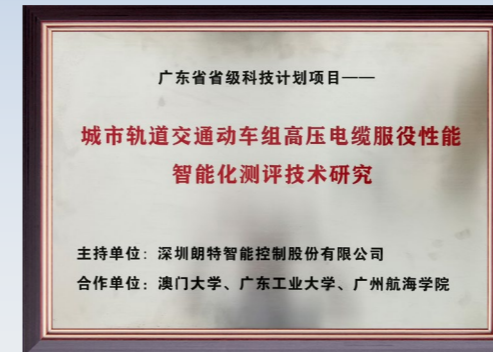 广东省省级科技计划项目——
城市轨道交通动车组高压电缆服役性能
智能化测评技术研究
主持单位：深圳朗特智能控制股份有限公司
合作单位：澳门大学、广东工业大学、广州航海学院